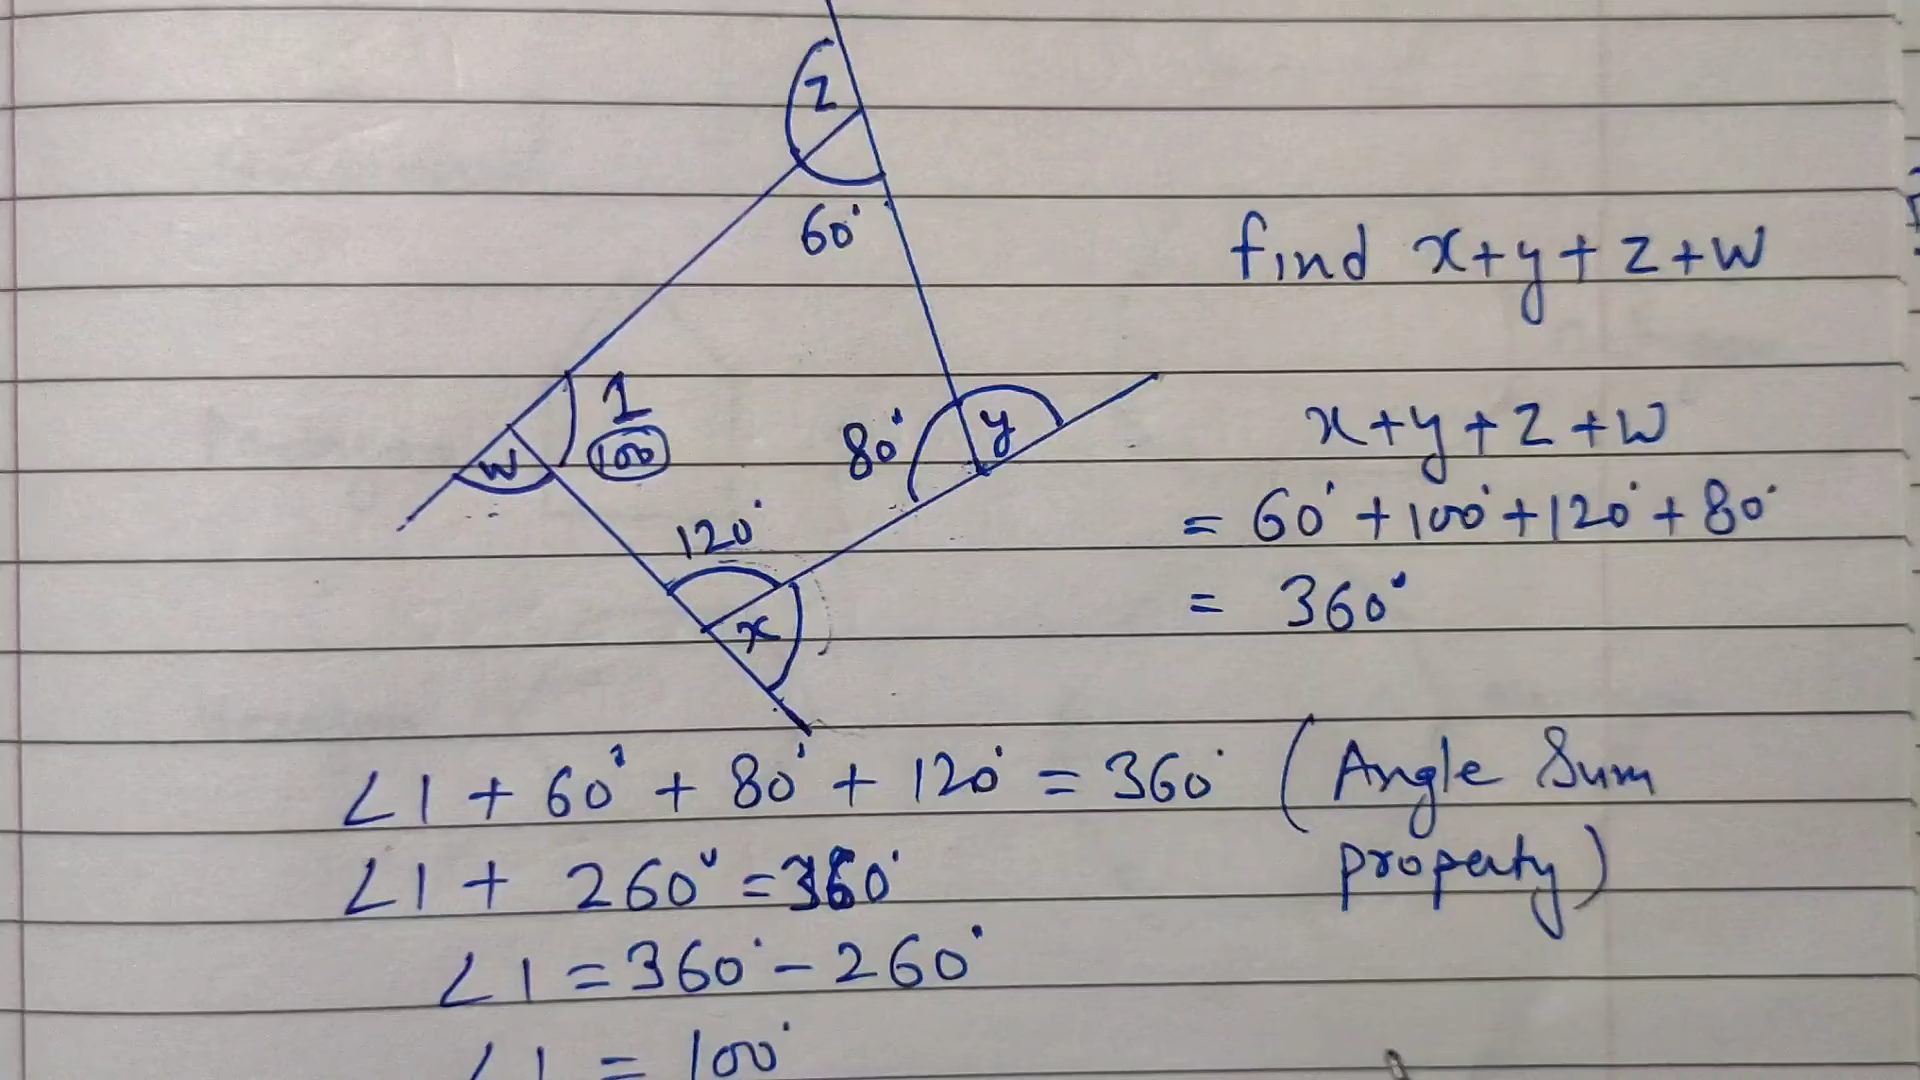 z
60°
find x+y+z+w
1
100
w
80°
y
120°
x
x+y+z+w
= 60°+100°+120°+80°
= 360°
∠1 + 60° + 80° + 120° = 360° (Angle Sum
property)
∠1 + 260° = 360°
∠1 = 360° - 260°
∠1 = 100°